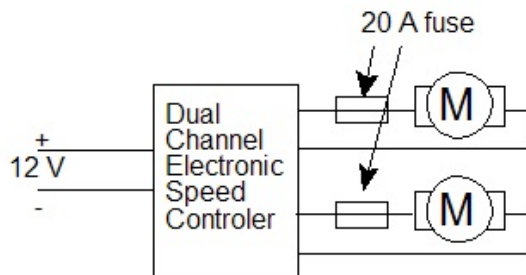 20 A fuse
Dual
Channel
Electronic
Speed
Controler
+
12 V
-
M
M